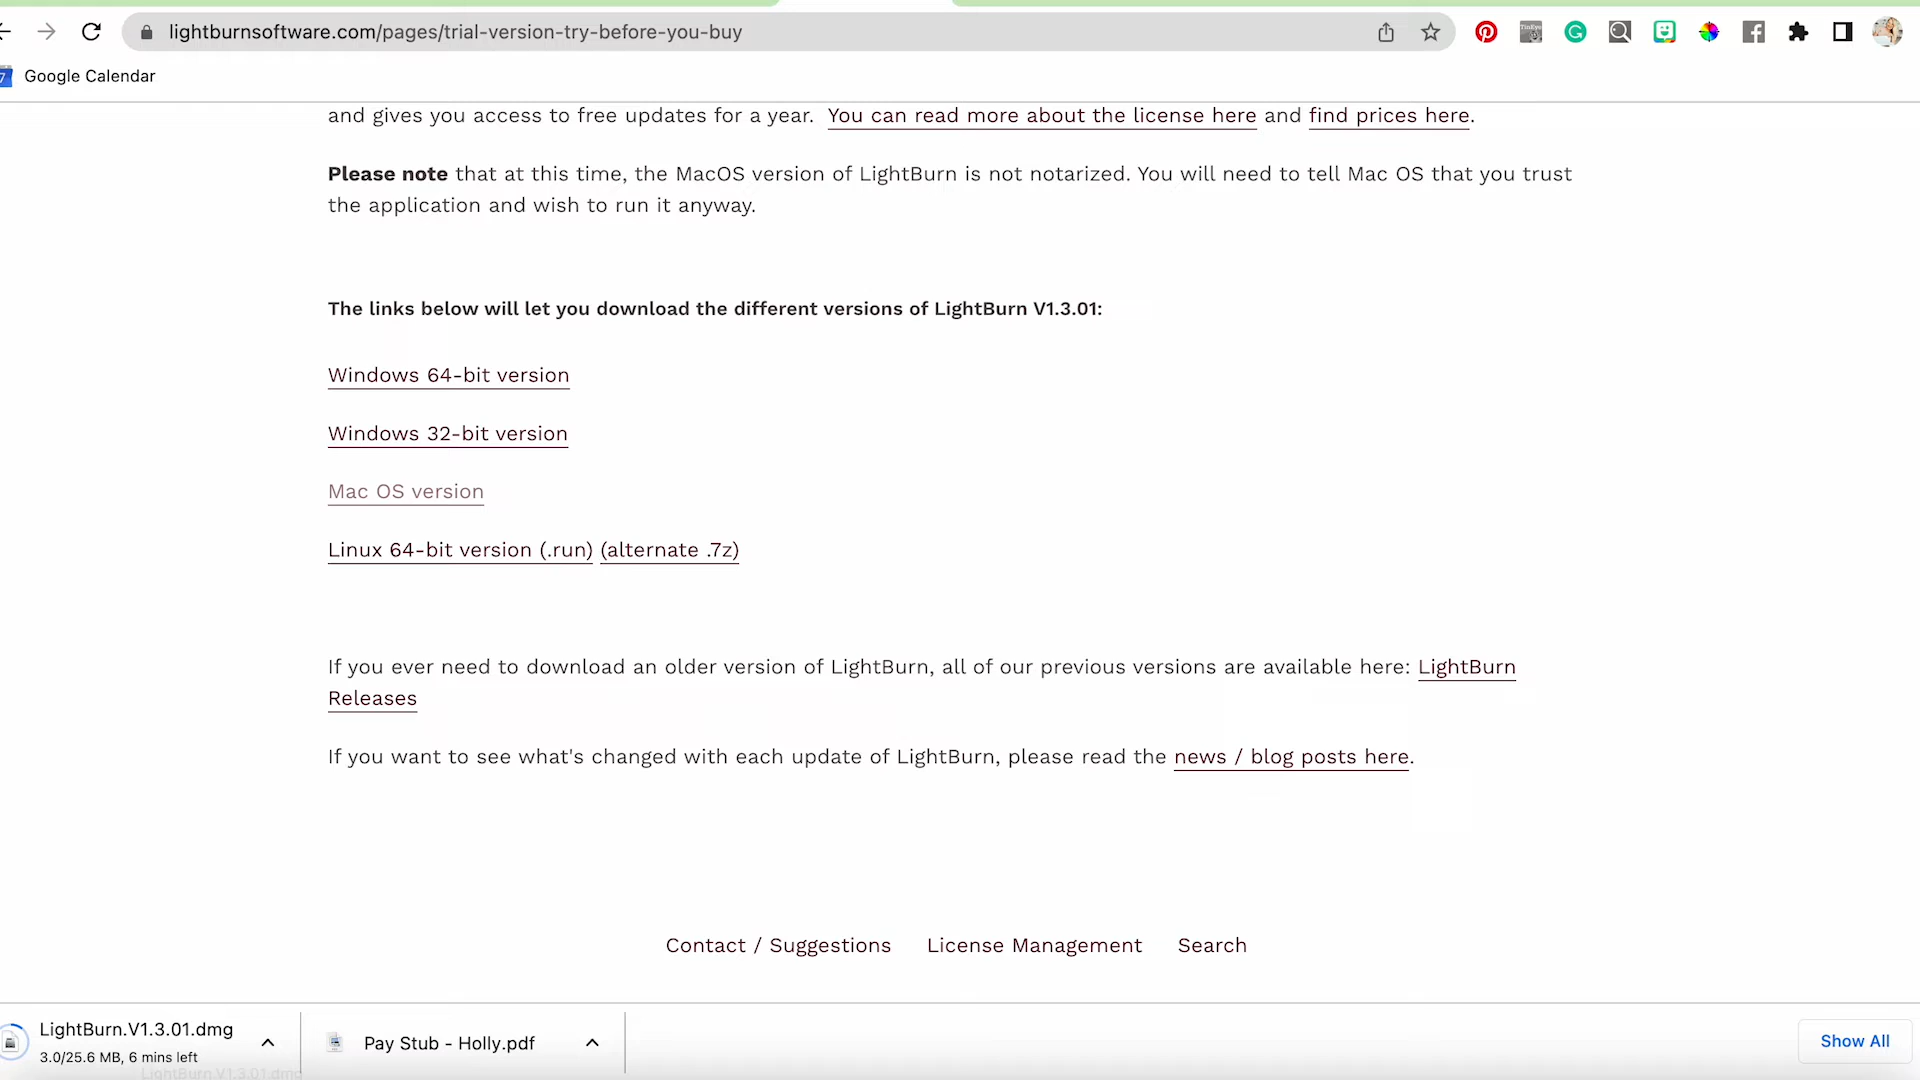 lightburnsoftware.com/pages/trial-version-try-before-you-buy
7 Google Calendar
and gives you access to free updates for a year. You can read more about the license here and find prices here.
Please note that at this time, the MacOS version of LightBurn is not notarized. You will need to tell Mac OS that you trust
the application and wish to run it anyway.
The links below will let you download the different versions of LightBurn V1.3.01:
Windows 64-bit version
Windows 32-bit version
Mac OS version
Linux 64-bit version (.run) (alternate .7z)
If you ever need to download an older version of LightBurn, all of our previous versions are available here: LightBurn
Releases
If you want to see what's changed with each update of LightBurn, please read the news / blog posts here.
Contact / Suggestions License Management Search
LightBurn.V1.3.01.dmg
3.0/25.6 MB, 6 mins left
Pay Stub - Holly.pdf
Show All
LightBurn.V1.3.01.dmg